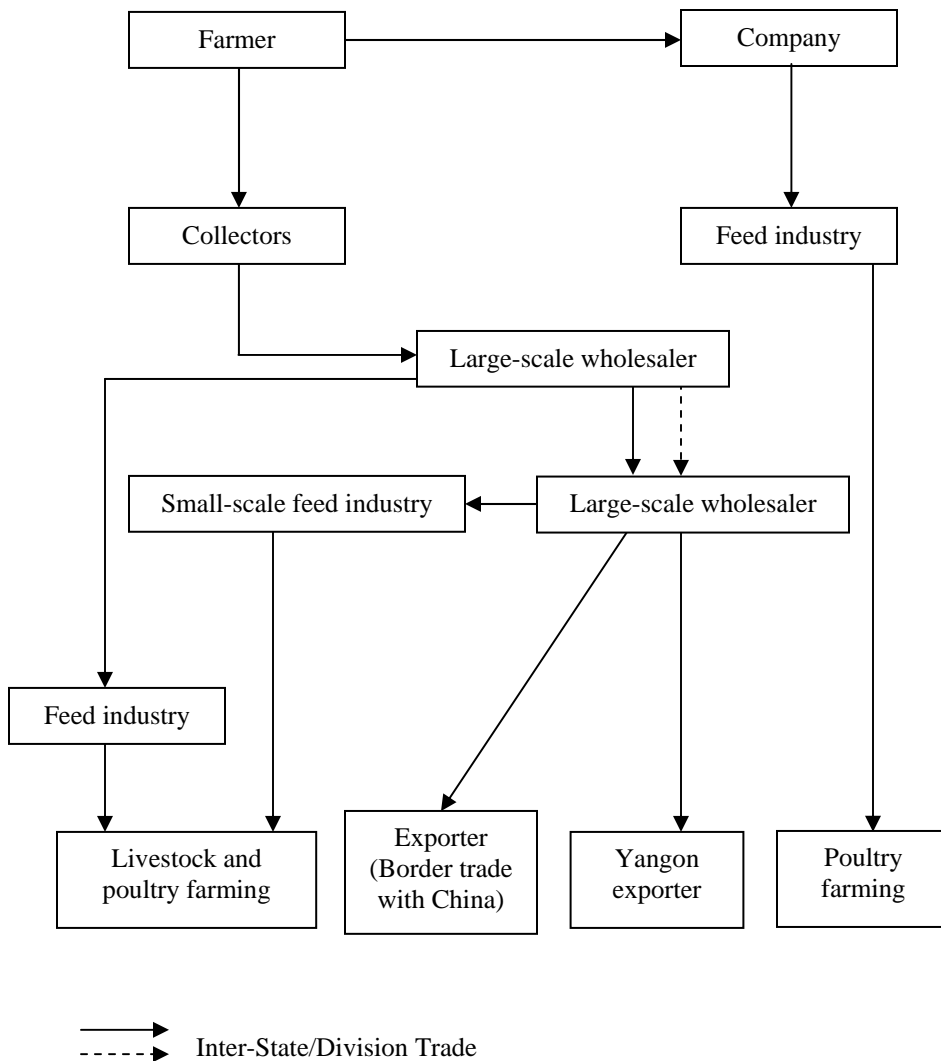 Farmer
Company
Collectors
Feed industry
Large-scale wholesaler
Small-scale feed industry
Large-scale wholesaler
Feed industry
Livestock and
poultry farming
Exporter
(Border trade
with China)
Yangon
exporter
Poultry
farming
Inter-State/Division Trade